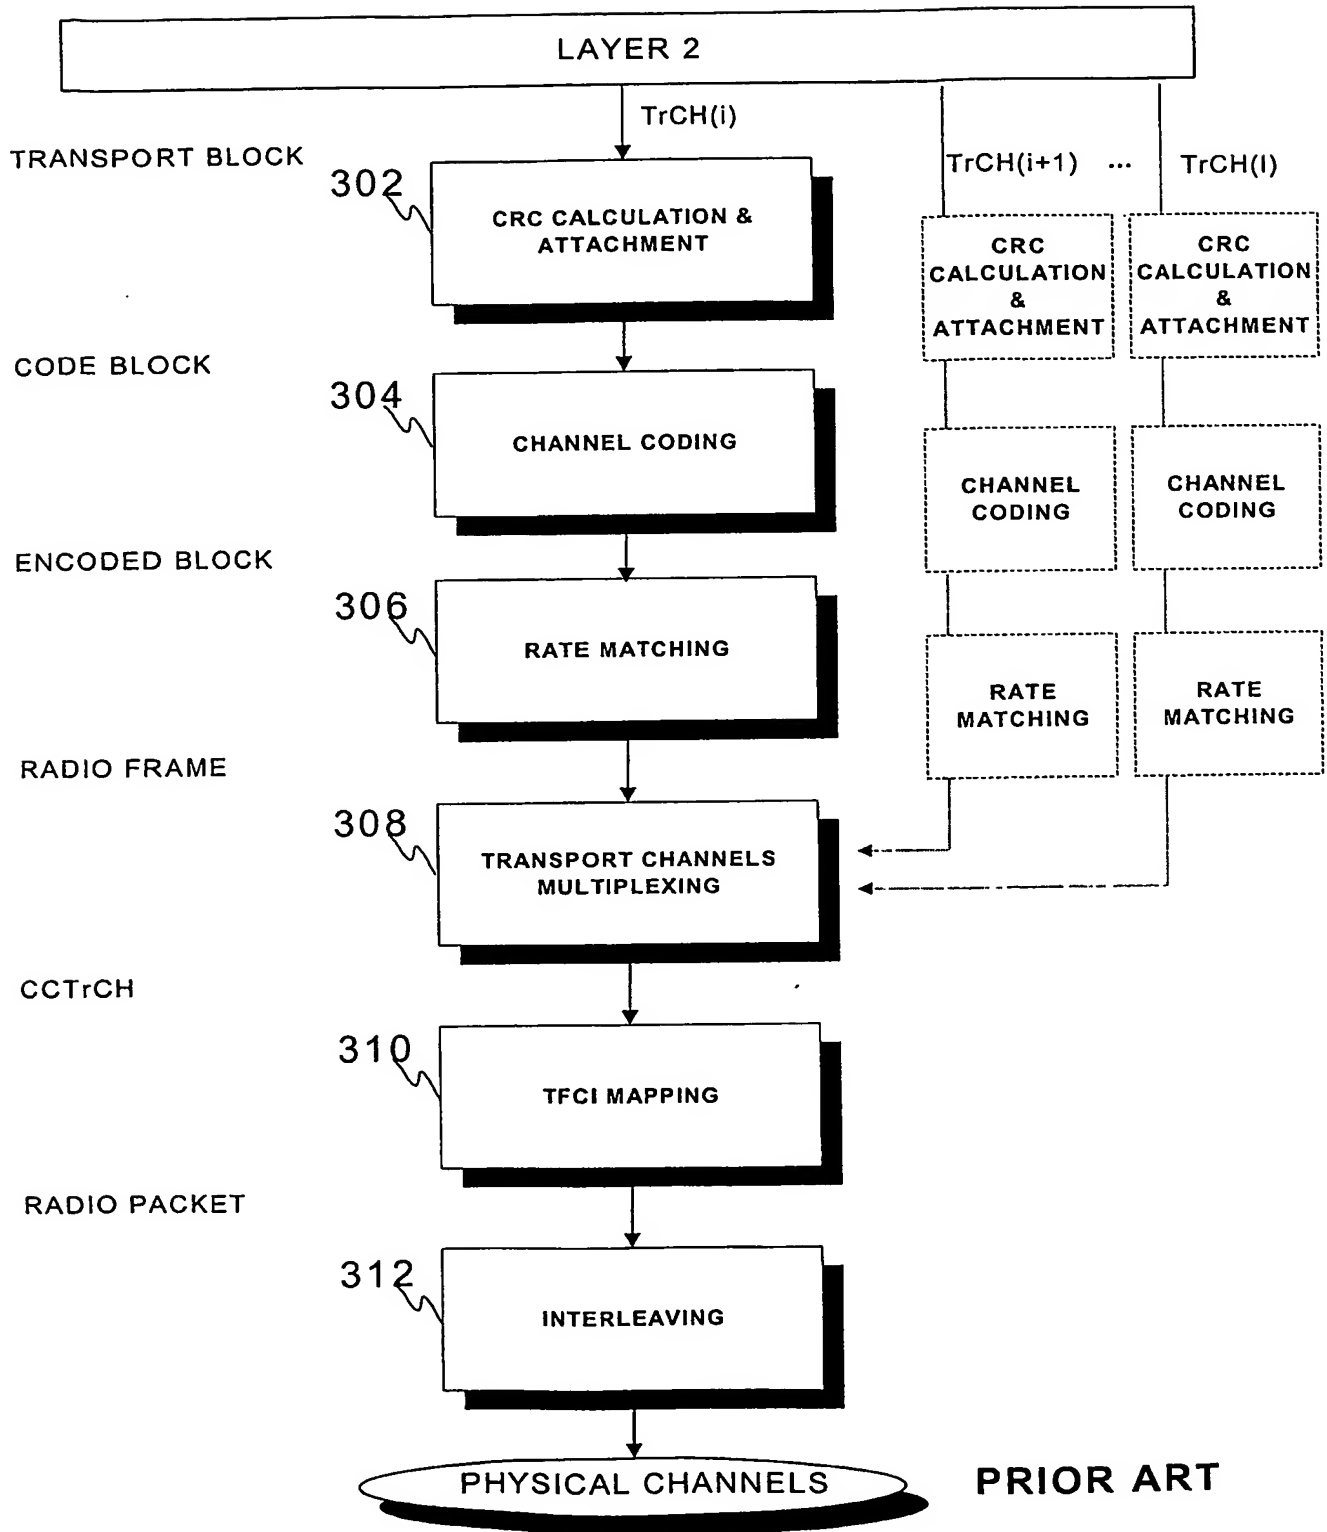 LAYER 2
TrCH(i)
TRANSPORT BLOCK
TrCH(i+1) ... TrCH(I)
302
CRC CALCULATION &
ATTACHMENT
CRC
CALCULATION
&
ATTACHMENT
CRC
CALCULATION
&
ATTACHMENT
CODE BLOCK
304
CHANNEL CODING
CHANNEL
CODING
CHANNEL
CODING
ENCODED BLOCK
306
RATE MATCHING
RATE
MATCHING
RATE
MATCHING
RADIO FRAME
308
TRANSPORT CHANNELS
MULTIPLEXING
CCTrCH
310
TFCI MAPPING
RADIO PACKET
312
INTERLEAVING
PHYSICAL CHANNELS
PRIOR ART